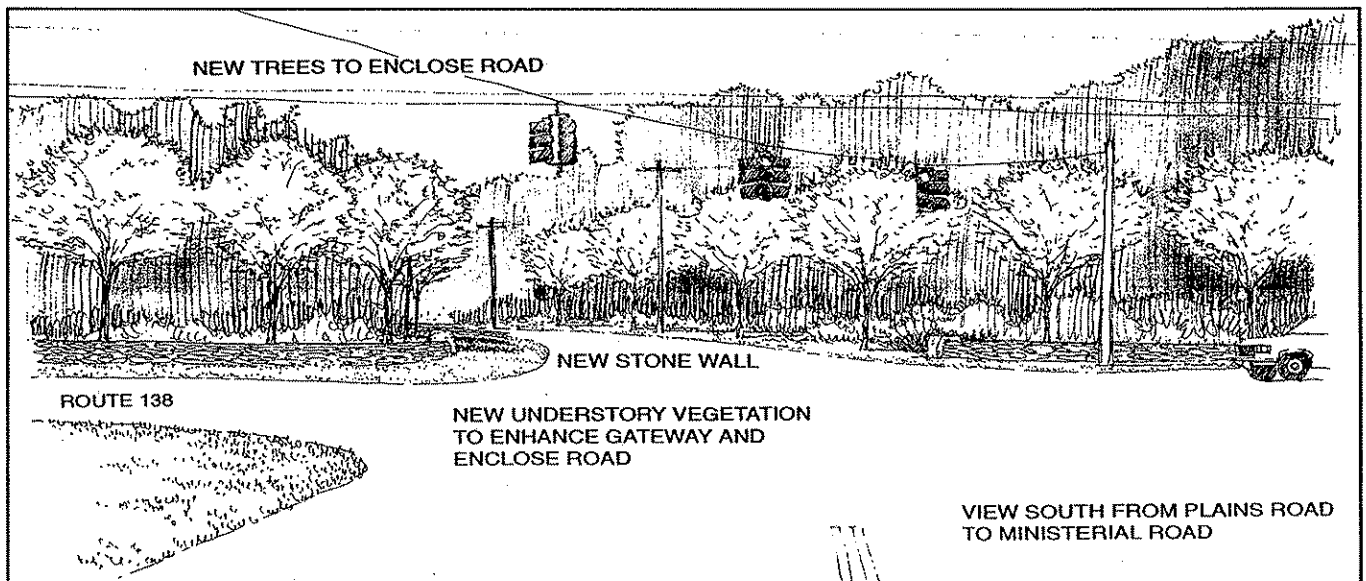 NEW TREES TO ENCLOSE ROAD
NEW STONE WALL
ROUTE 138
NEW UNDERSTORY VEGETATION
TO ENHANCE GATEWAY AND
ENCLOSE ROAD
VIEW SOUTH FROM PLAINS ROAD
TO MINISTERIAL ROAD